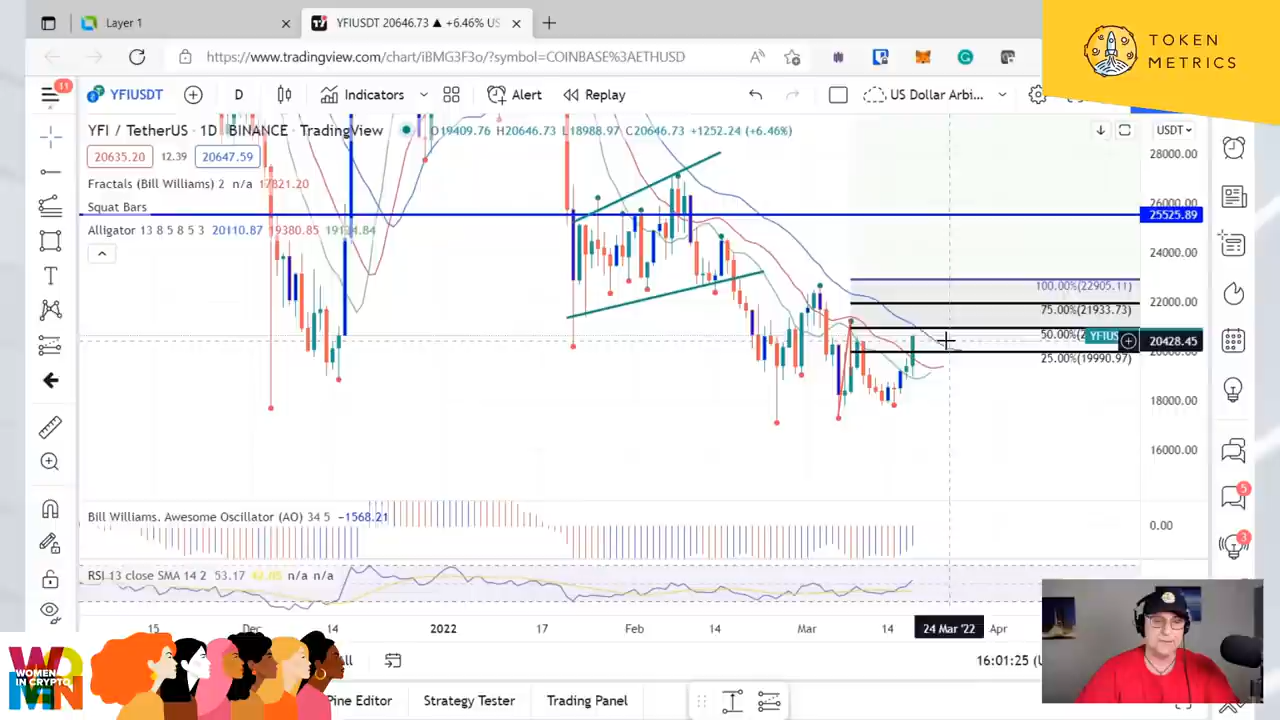 Layer 1
YFIUSDT 20646.73 ▲ +6.46% US
TOKEN
METRICS
https://www.tradingview.com/chart/iBMG3F3o/?symbol=COINBASE%3AETHUSD
11
YFIUSDT
D
Indicators
Alert
Replay
US Dollar Arbi...
YFI / TetherUS · 1D · BINANCE · TradingView
O19409.76 H20646.73 L18988.97 C20646.73 +1252.24 (+6.46%)
USDT
20635.20 12.39 20647.59
28000.00
Fractals (Bill Williams) 2 n/a 17821.20
Squat Bars
26000.00
25525.89
Alligator 13 8 5 8 5 3 20110.87 19380.85
24000.00
100.00%(22905.11)
22000.00
75.00%(21933.73)
50.00%(2
YFIUS
20428.45
20000.00
25.00%(19990.97)
18000.00
16000.00
Bill Williams. Awesome Oscillator (AO) 34 5 −1568.21
0.00
5
3
RSI 13 close SMA 14 2 53.17 n/a n/a
15 Dec 14 2022 17 Feb 14 Mar 14 24 Mar '22 Apr
WOMEN
IN CRYPTO
16:01:25 (U
Pine Editor
Strategy Tester
Trading Panel